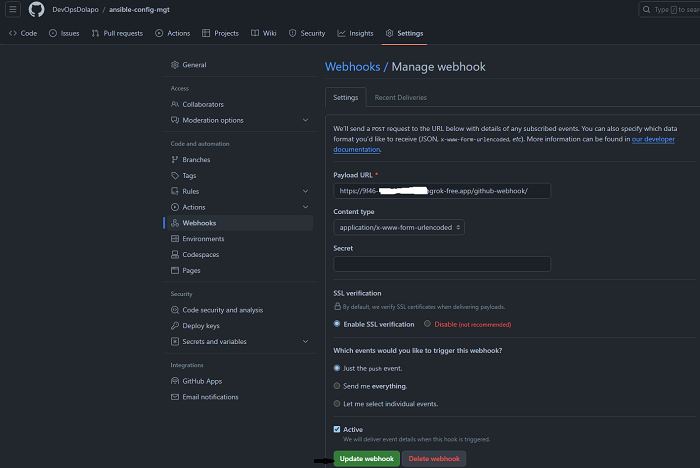 DevOpsDolapo / ansible-config-mgt
Type / to sear
Code Issues Pull requests Actions Projects Wiki Security Insights Settings
General
Access
Collaborators
Moderation options
Code and automation
Branches
Tags
Rules
Actions
Webhooks
Environments
Codespaces
Pages
Security
Code security and analysis
Deploy keys
Secrets and variables
Integrations
GitHub Apps
Email notifications
Webhooks / Manage webhook
Settings Recent Deliveries
We'll send a POST request to the URL below with details of any subscribed events. You can also specify which data
format you'd like to receive (JSON, x-www-form-urlencoded, etc). More information can be found in our developer
documentation.
Payload URL *
https://9f46- grok-free.app/github-webhook/
Content type
application/x-www-form-urlencoded
Secret
SSL verification
By default, we verify SSL certificates when delivering payloads.
Enable SSL verification Disable (not recommended)
Which events would you like to trigger this webhook?
Just the push event.
Send me everything.
Let me select individual events.
Active
We will deliver event details when this hook is triggered.
Update webhook Delete webhook